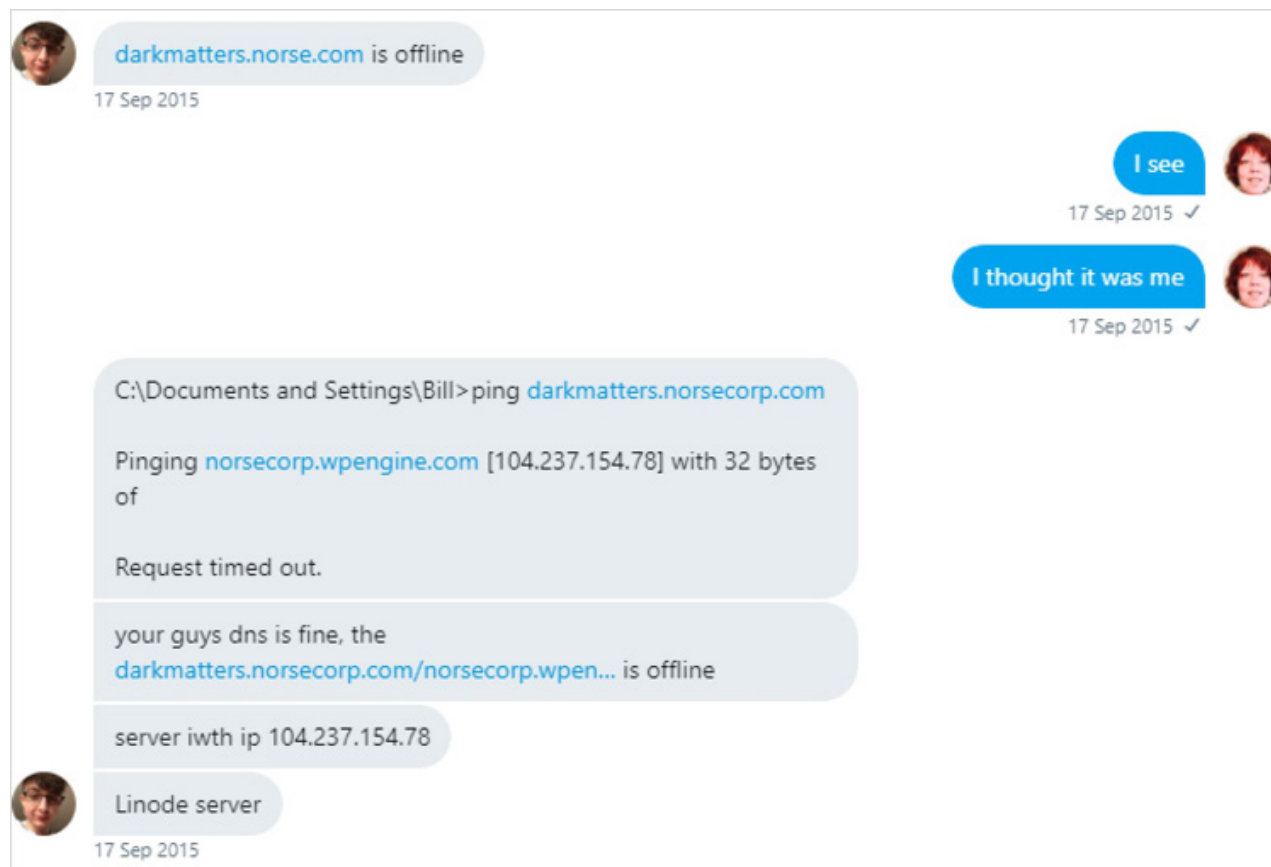 darkmatters.norse.com is offline
17 Sep 2015
I see
17 Sep 2015 ✓
I thought it was me
17 Sep 2015 ✓
C:\Documents and Settings\Bill>ping darkmatters.norsecorp.com
Pinging norsecorp.wpengine.com [104.237.154.78] with 32 bytes
of
Request timed out.
your guys dns is fine, the
darkmatters.norsecorp.com/norsecorp.wpen... is offline
server iwth ip 104.237.154.78
Linode server
17 Sep 2015